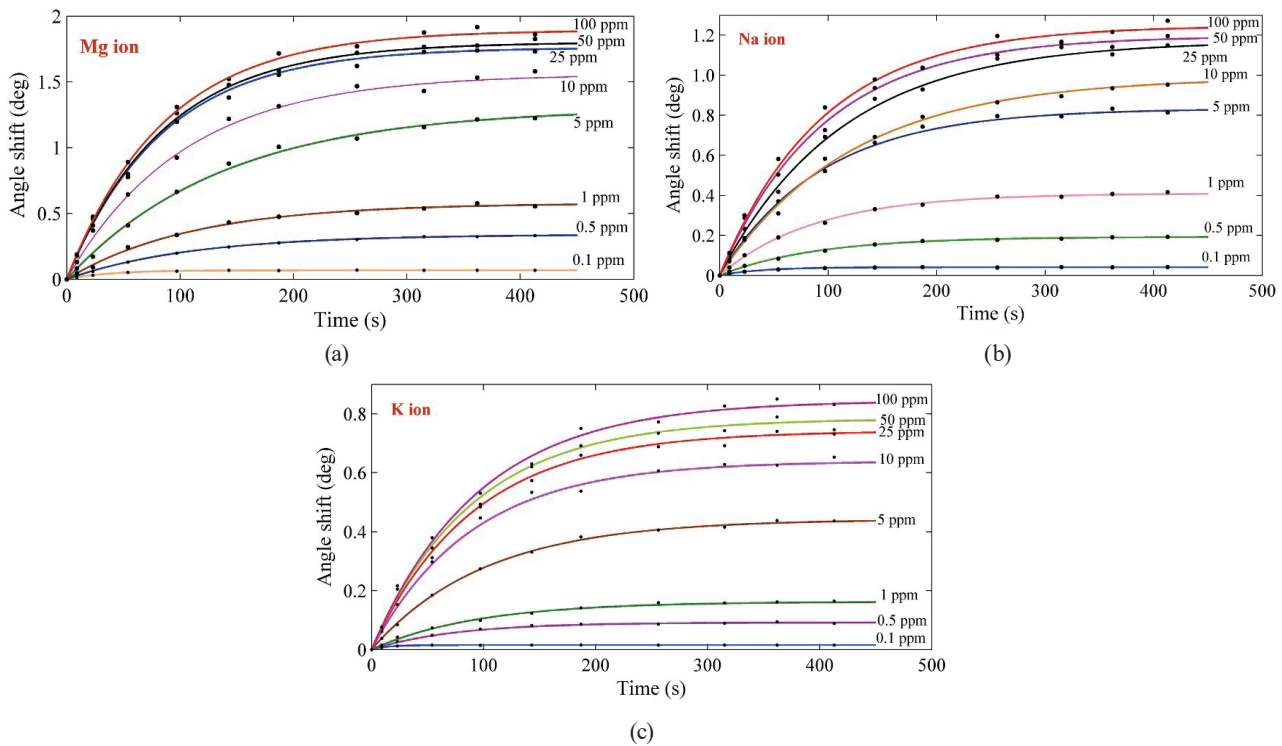 Mg ion
Angle shift (deg)
2
1.5
1
0.5
0
100 ppm
50 ppm
25 ppm
10 ppm
5 ppm
1 ppm
0.5 ppm
0.1 ppm
0 100 200 300 400 500
Time (s)
(a)
Na ion
Angle shift (deg)
1.2
1.0
0.8
0.6
0.4
0.2
0
100 ppm
50 ppm
25 ppm
10 ppm
5 ppm
1 ppm
0.5 ppm
0.1 ppm
0 100 200 300 400 500
Time (s)
(b)
K ion
Angle shift (deg)
0.8
0.6
0.4
0.2
0
100 ppm
50 ppm
25 ppm
10 ppm
5 ppm
1 ppm
0.5 ppm
0.1 ppm
0 100 200 300 400 500
Time (s)
(c)